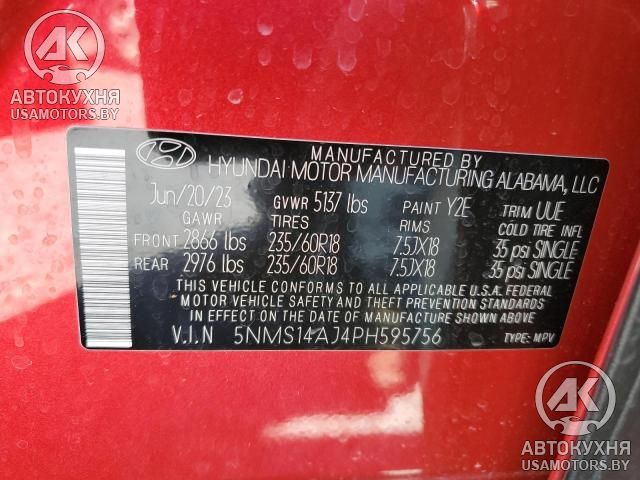 АК
АВТОКУХНЯ
USAMOTORS.BY
MANUFACTURED BY
HYUNDAI MOTOR MANUFACTURING ALABAMA, LLC
Jun/20/23 GVWR 5137 lbs PAINT Y2E TRIM UUE
GAWR TIRES RIMS COLD TIRE INFL
FRONT 2866 lbs 235/60R18 7.5JX18 35 psi SINGLE
REAR 2976 lbs 235/60R18 7.5JX18 35 psi SINGLE
THIS VEHICLE CONFORMS TO ALL APPLICABLE U.S.A. FEDERAL
MOTOR VEHICLE SAFETY AND THEFT PREVENTION STANDARDS
IN EFFECT ON THE DATE OF MANUFACTURE SHOWN ABOVE.
V.I.N 5NMS14AJ4PH595756 TYPE: MPV
АК
АВТОКУХНЯ
USAMOTORS.BY